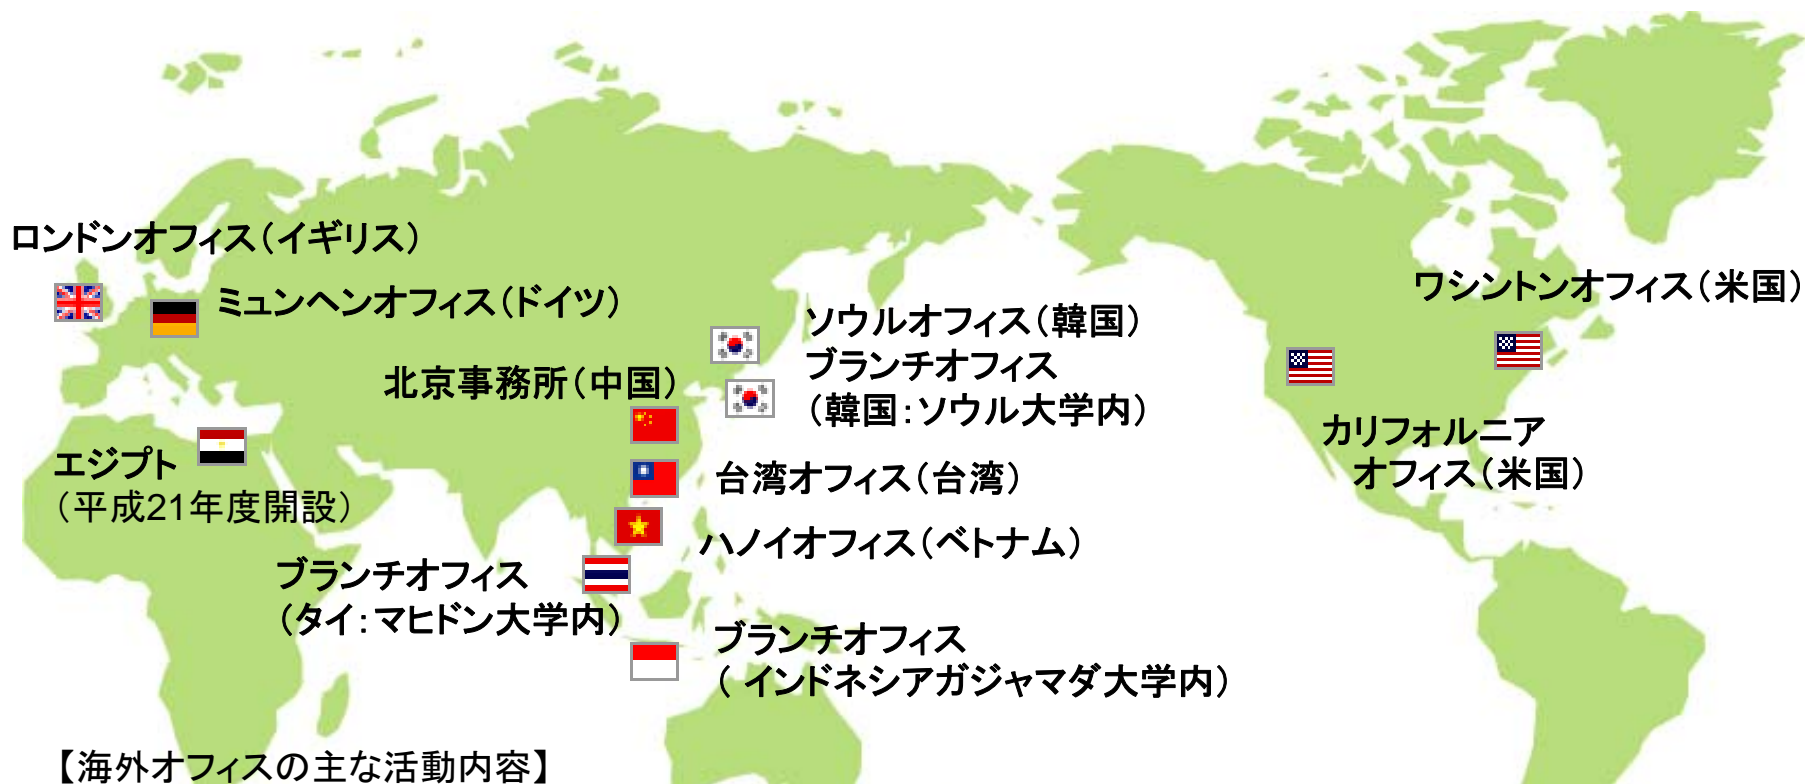 ロンドンオフィス（イギリス）
ミュンヘンオフィス（ドイツ）
ワシントンオフィス（米国）
ソウルオフィス（韓国）
ブランチオフィス
（韓国：ソウル大学内）
北京事務所（中国）
カリフォルニア
オフィス（米国）
エジプト
（平成21年度開設）
台湾オフィス（台湾）
ハノイオフィス（ベトナム）
ブランチオフィス
（タイ：マヒドン大学内）
ブランチオフィス
（ インドネシアガジャマダ大学内）
【海外オフィスの主な活動内容】